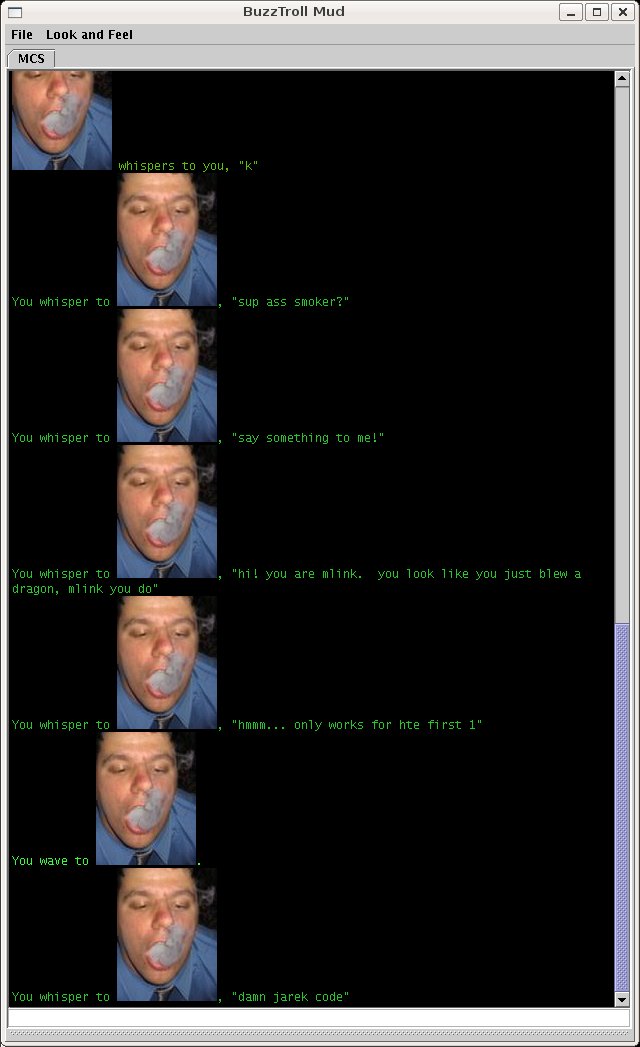 BuzzTroll Mud
File Look and Feel
MCS
whispers to you, "k"
You whisper to , "sup ass smoker?"
You whisper to , "say something to me!"
You whisper to , "hi! you are mlink.  you look like you just blew a
dragon, mlink you do"
You whisper to , "hmmm... only works for hte first 1"
You wave to .
You whisper to , "damn jarek code"